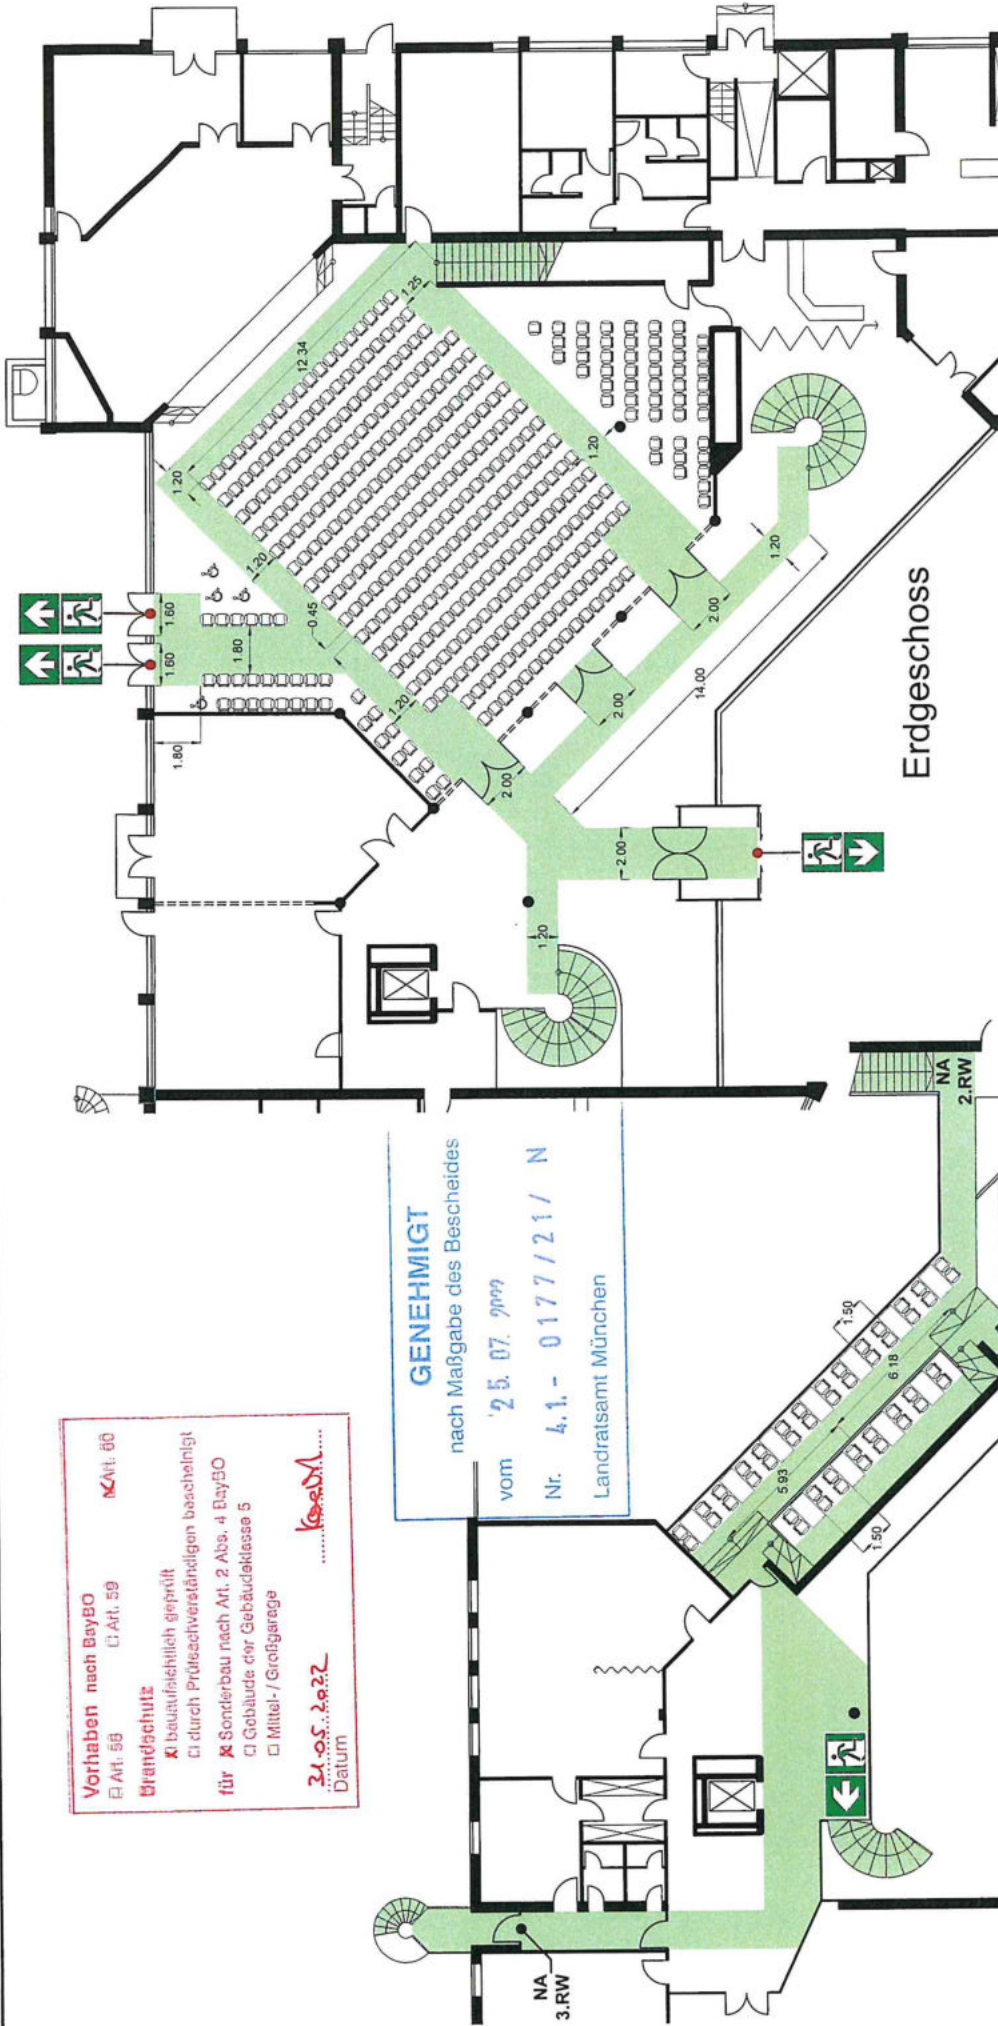 Vorhaben nach BayBO
Art. 58 Art. 59 Art. 60
Brandschutz
bauaufsichtlich geprüft
durch Prüfsachverständigen bescheinigt
für Sonderbau nach Art. 2 Abs. 4 BayBO
Gebäude der Gebäudeklasse 5
Mittel- / Großgarage
31.05.2022
Datum
GENEHMIGT
nach Maßgabe des Bescheides
vom 25. 07. 2022
Nr. 4.1.- 0177/21/ N
Landratsamt München
NA
3.RW
5.93
6.18
1.50
1.50
NA
2.RW
1.60
1.60
1.80
1.80
1.20
1.20
0.45
1.20
12.34
1.25
1.20
2.00
2.00
2.00
2.00
1.20
1.20
14.00
Erdgeschoss